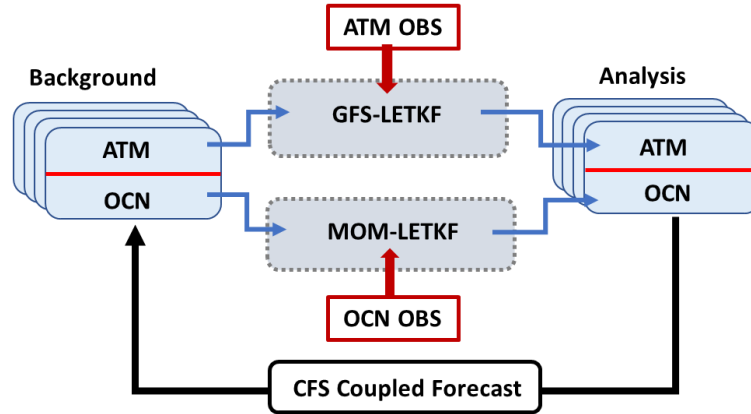 ATM OBS
Background
Analysis
GFS-LETKF
ATM
OCN
ATM
OCN
MOM-LETKF
OCN OBS
CFS Coupled Forecast